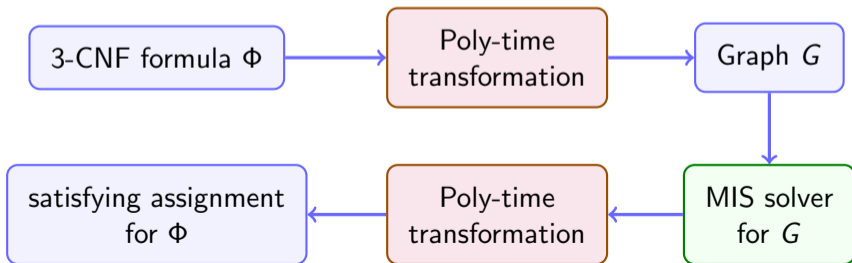 3-CNF formula Φ
Poly-time
transformation
Graph G
satisfying assignment
for Φ
Poly-time
transformation
MIS solver
for G